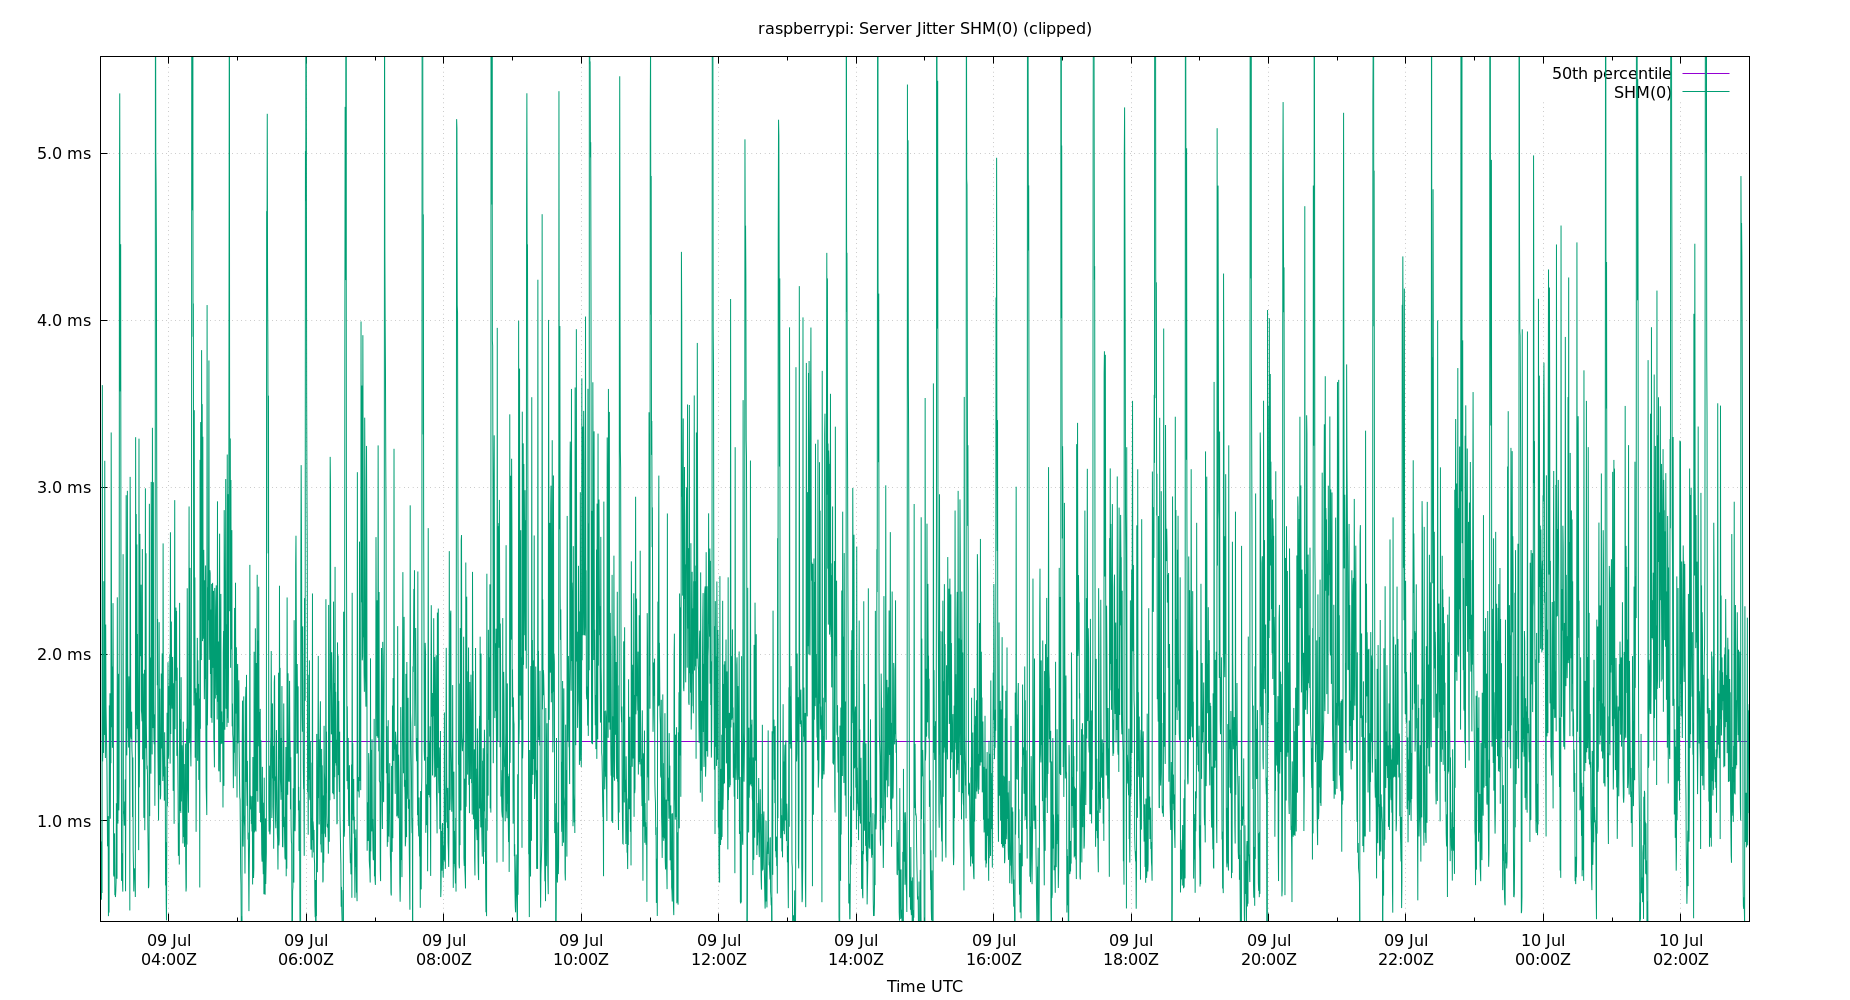 raspberrypi: Server Jitter SHM(0) (clipped)
50th percentile
SHM(0)
5.0 ms
4.0 ms
3.0 ms
2.0 ms
1.0 ms
09 Jul 09 Jul 09 Jul 09 Jul 09 Jul 09 Jul 09 Jul 09 Jul 09 Jul 09 Jul 10 Jul 10 Jul
04:00Z 06:00Z 08:00Z 10:00Z 12:00Z 14:00Z 16:00Z 18:00Z 20:00Z 22:00Z 00:00Z 02:00Z
Time UTC